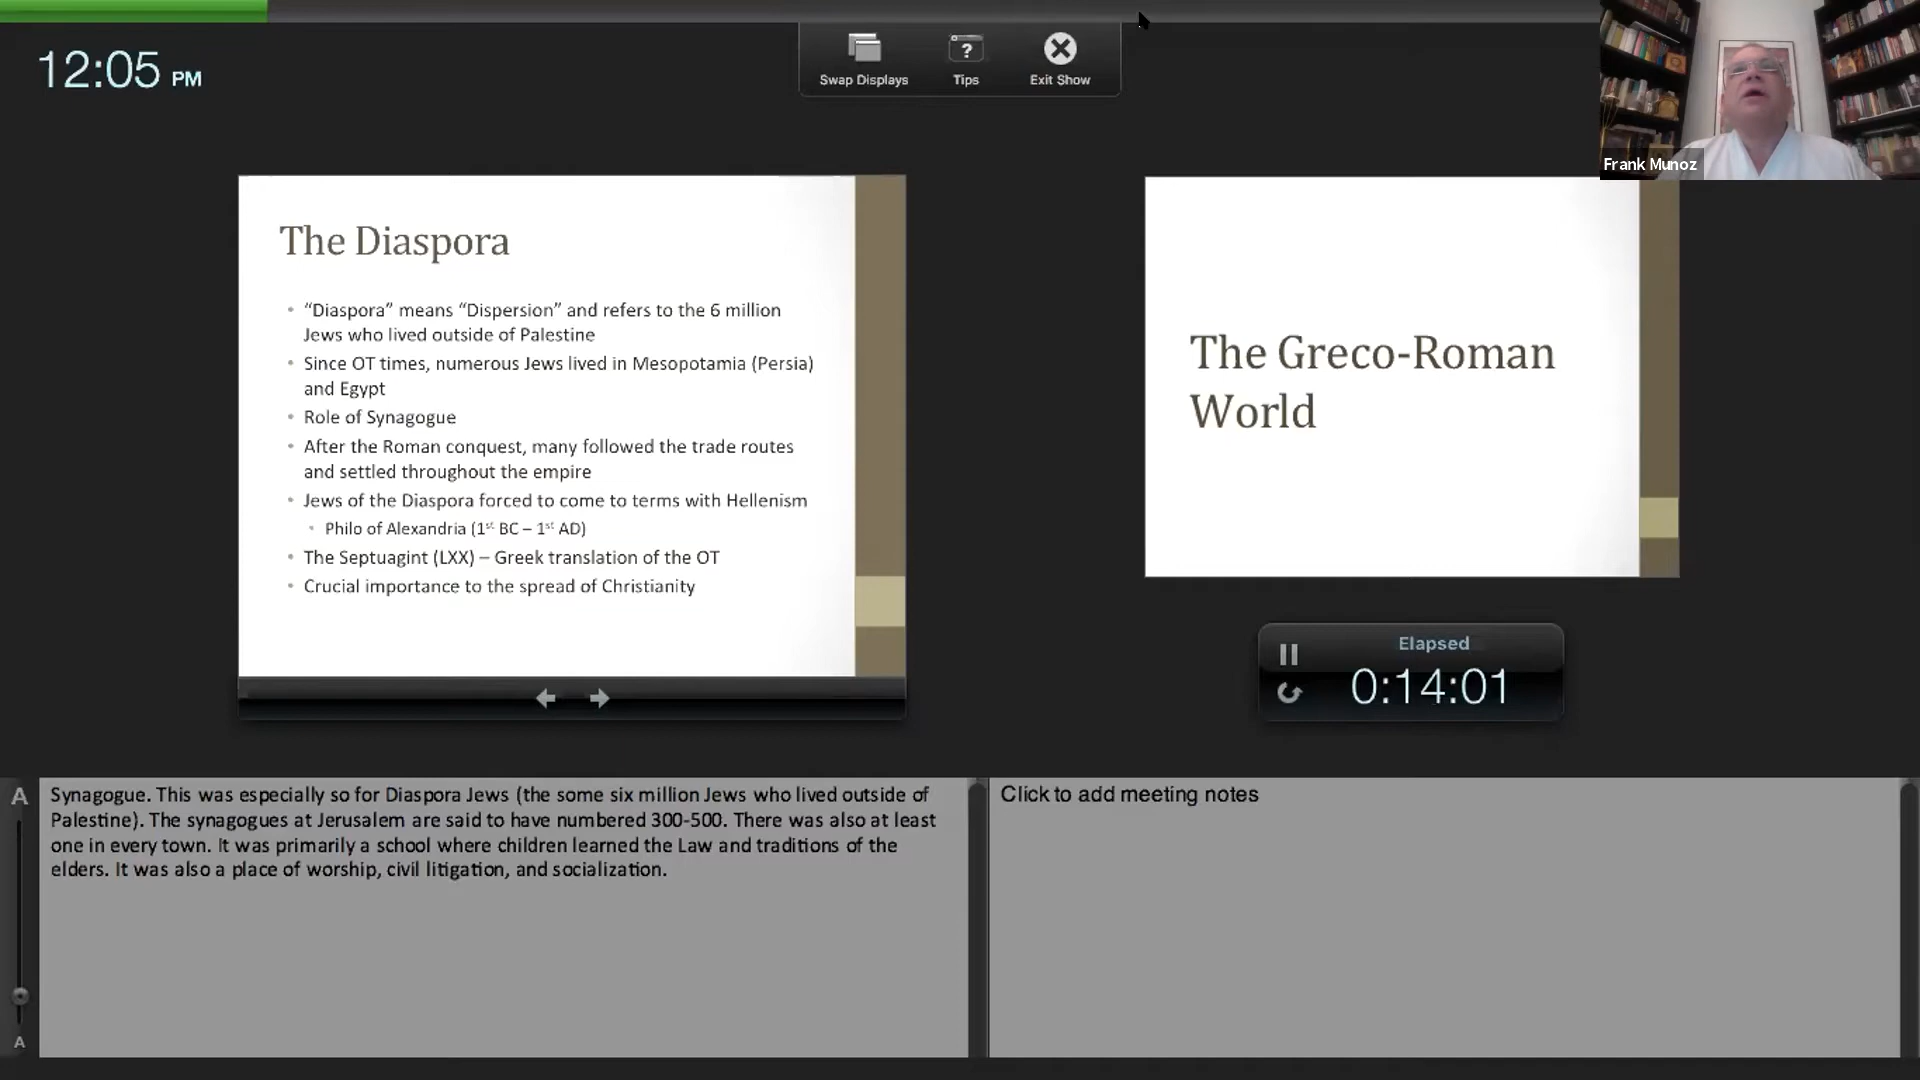 12:05 PM
Swap Displays
Tips
Exit Show
Frank Munoz
The Diaspora
• “Diaspora” means “Dispersion” and refers to the 6 million
Jews who lived outside of Palestine
• Since OT times, numerous Jews lived in Mesopotamia (Persia)
and Egypt
• Role of Synagogue
• After the Roman conquest, many followed the trade routes
and settled throughout the empire
• Jews of the Diaspora forced to come to terms with Hellenism
• Philo of Alexandria (1st BC – 1st AD)
• The Septuagint (LXX) – Greek translation of the OT
• Crucial importance to the spread of Christianity
The Greco-Roman
World
Elapsed
0:14:01
A
A
Synagogue. This was especially so for Diaspora Jews (the some six million Jews who lived outside of
Palestine). The synagogues at Jerusalem are said to have numbered 300-500. There was also at least
one in every town. It was primarily a school where children learned the Law and traditions of the
elders. It was also a place of worship, civil litigation, and socialization.
Click to add meeting notes